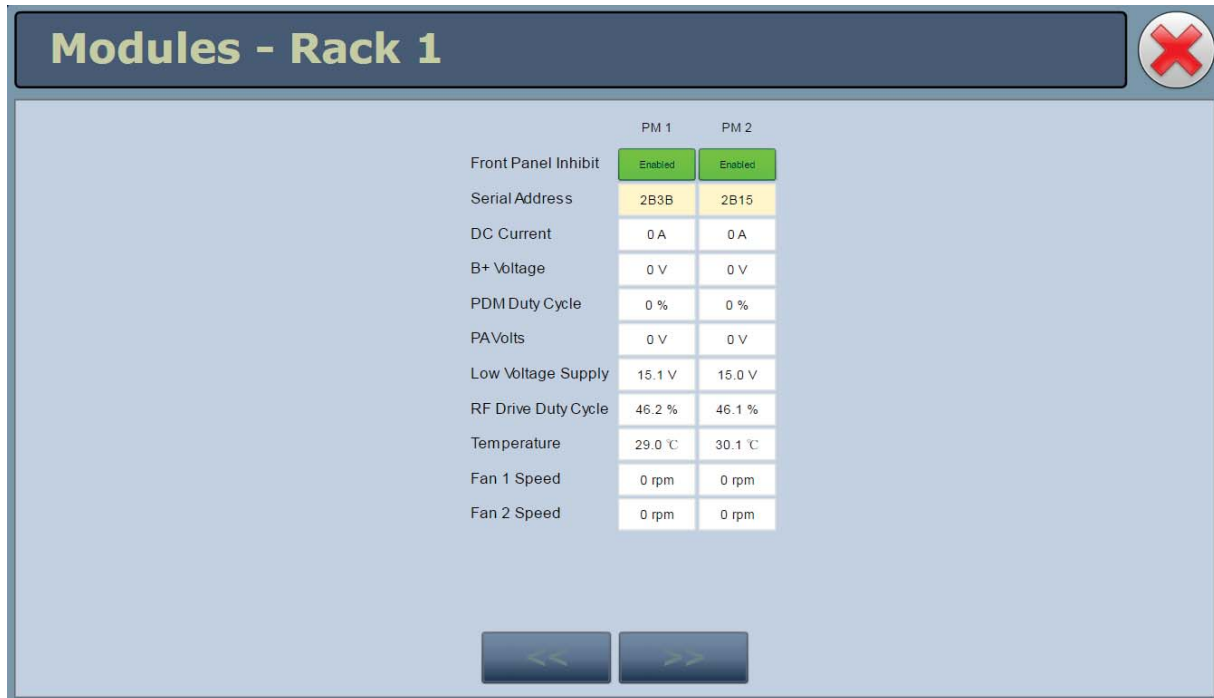 Modules - Rack 1
PM 1 PM 2
Front Panel Inhibit Enabled Enabled
Serial Address 2B3B 2B15
DC Current 0 A 0 A
B+ Voltage 0 V 0 V
PDM Duty Cycle 0 % 0 %
PA Volts 0 V 0 V
Low Voltage Supply 15.1 V 15.0 V
RF Drive Duty Cycle 46.2 % 46.1 %
Temperature 29.0 ℃ 30.1 ℃
Fan 1 Speed 0 rpm 0 rpm
Fan 2 Speed 0 rpm 0 rpm
<< >>